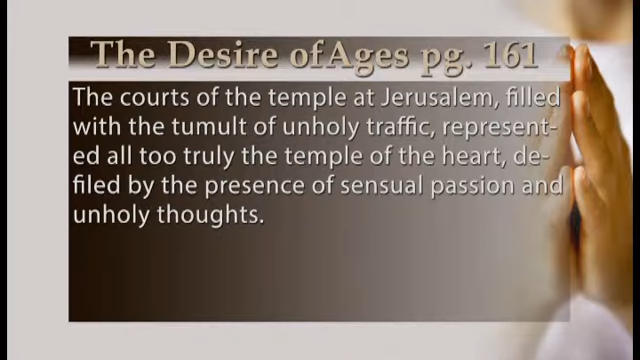 The Desire of Ages pg. 161
The courts of the temple at Jerusalem, filled
with the tumult of unholy traffic, represent-
ed all too truly the temple of the heart, de-
filed by the presence of sensual passion and
unholy thoughts.